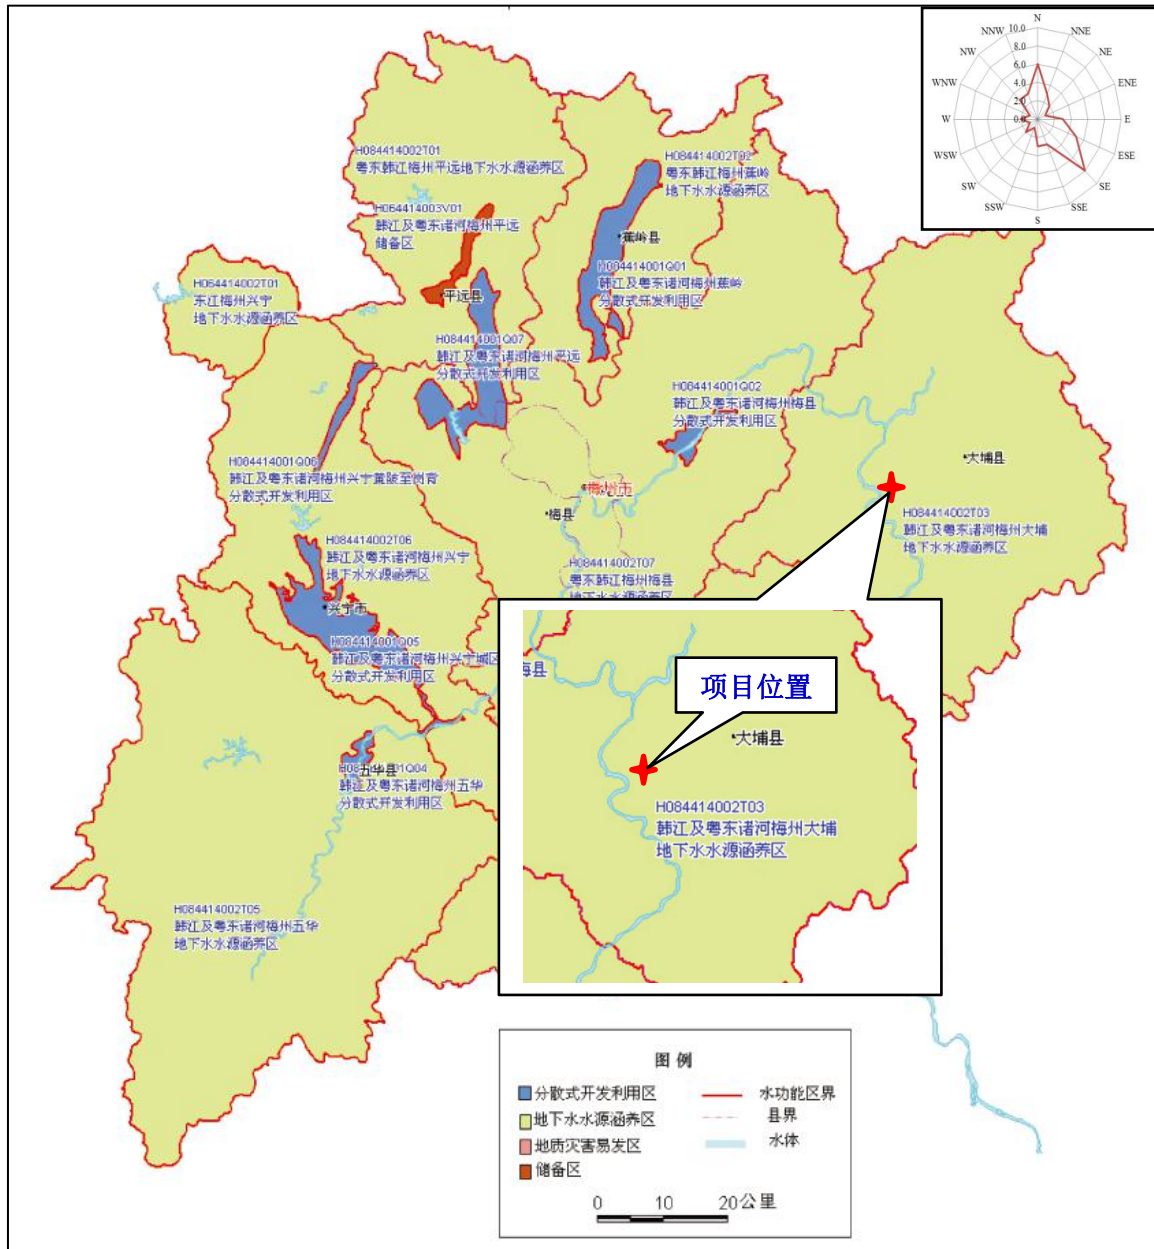 N
NNE
NE
ENE
E
ESE
SE
SSE
S
SSW
SW
WSW
W
WNW
NW
NNW
10.0
8.0
6.0
4.0
2.0
0.0
H084414002T01
粤东韩江梅州平远地下水水源涵养区
H084414002T02
粤东韩江梅州蕉岭
地下水水源涵养区
H064414003V01
韩江及粤东诸河梅州平远
储备区
蕉岭县
H084414001Q01
韩江及粤东诸河梅州蕉岭
分散式开发利用区
H064414002T01
东江梅州兴宁
地下水水源涵养区
平远县
H084414001Q07
韩江及粤东诸河梅州平远
分散式开发利用区
H084414001Q02
韩江及粤东诸河梅州梅县
分散式开发利用区
H084414001Q06
韩江及粤东诸河梅州兴宁黄陂至岗背
分散式开发利用区
大埔县
梅州市
梅县
H084414002T03
韩江及粤东诸河梅州大埔
地下水水源涵养区
H084414002T06
韩江及粤东诸河梅州兴宁
地下水水源涵养区
H084414002T07
粤东韩江梅州梅县
地下水水源涵养区
兴宁市
H084414001Q05
韩江及粤东诸河梅州兴宁城区
分散式开发利用区
梅县
项目位置
大埔县
H084414002T03
韩江及粤东诸河梅州大埔
地下水水源涵养区
五华县
韩江及粤东诸河梅州五华
分散式开发利用区
H084414002T05
韩江及粤东诸河梅州五华
地下水水源涵养区
图 例
分散式开发利用区
水功能区界
地下水水源涵养区
县界
地质灾害易发区
水体
储备区
0 10 20公里